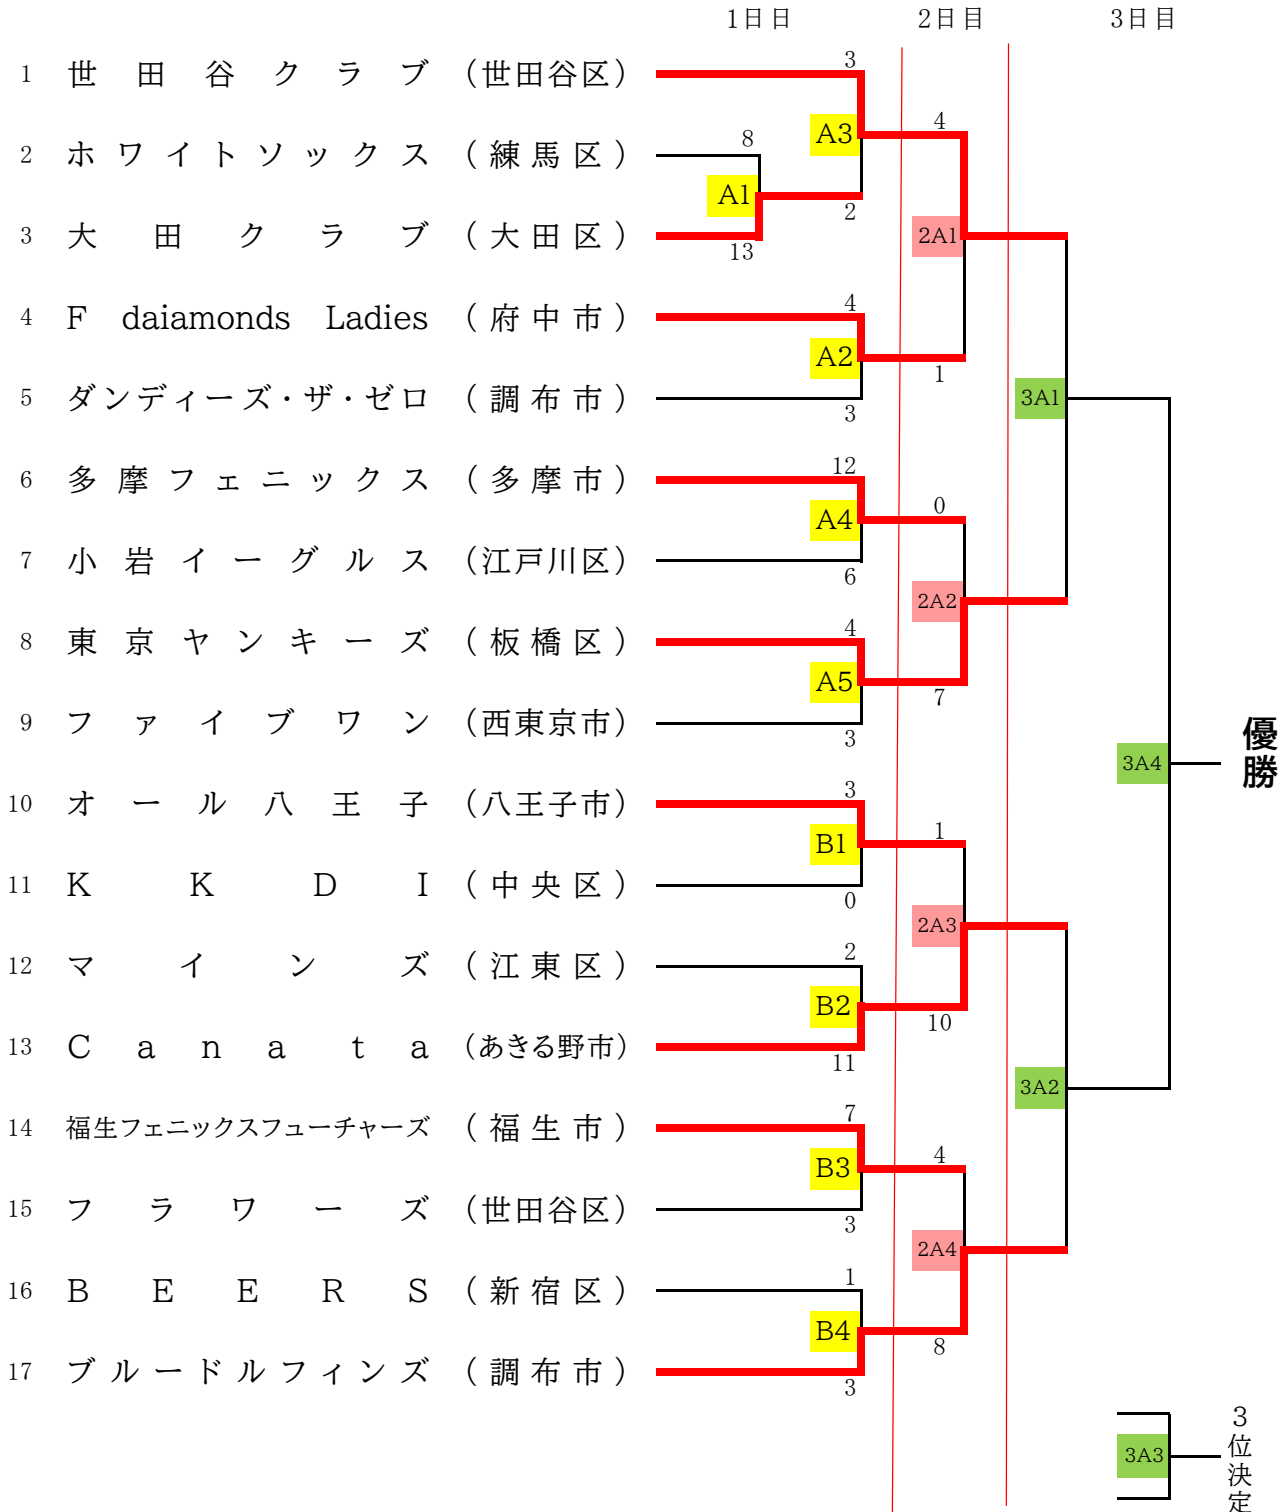 1日日 2日目 3日目
3
1 世田谷クラブ (世田谷区)
A3 4
8
2 ホワイトソックス (練馬区)
A1
2
3 大田クラブ (大田区) 2A1
13
4
4 F daiamonds Ladies (府中市)
A2
1
5 ダンディーズ・ザ・ゼロ (調布市) 3A1
3
12
6 多摩フェニックス (多摩市)
0
A4
7 小岩イーグルス (江戸川区)
6
2A2
4
8 東京ヤンキーズ (板橋区)
A5
7
9 ファイブワン (西東京市)
3
優勝
3A4
3
10 オール八王子 (八王子市)
1
B1
11 KKDI (中央区)
0
2A3
2
12 マインズ (江東区)
B2
10
13 Canata (あきる野市)
11
3A2
7
14 福生フェニックスフューチャーズ (福生市)
4
B3
15 フラワーズ (世田谷区)
3
2A4
1
16 BEERS (新宿区)
B4
8
17 ブルードルフィンズ (調布市)
3
3A3 3位決定